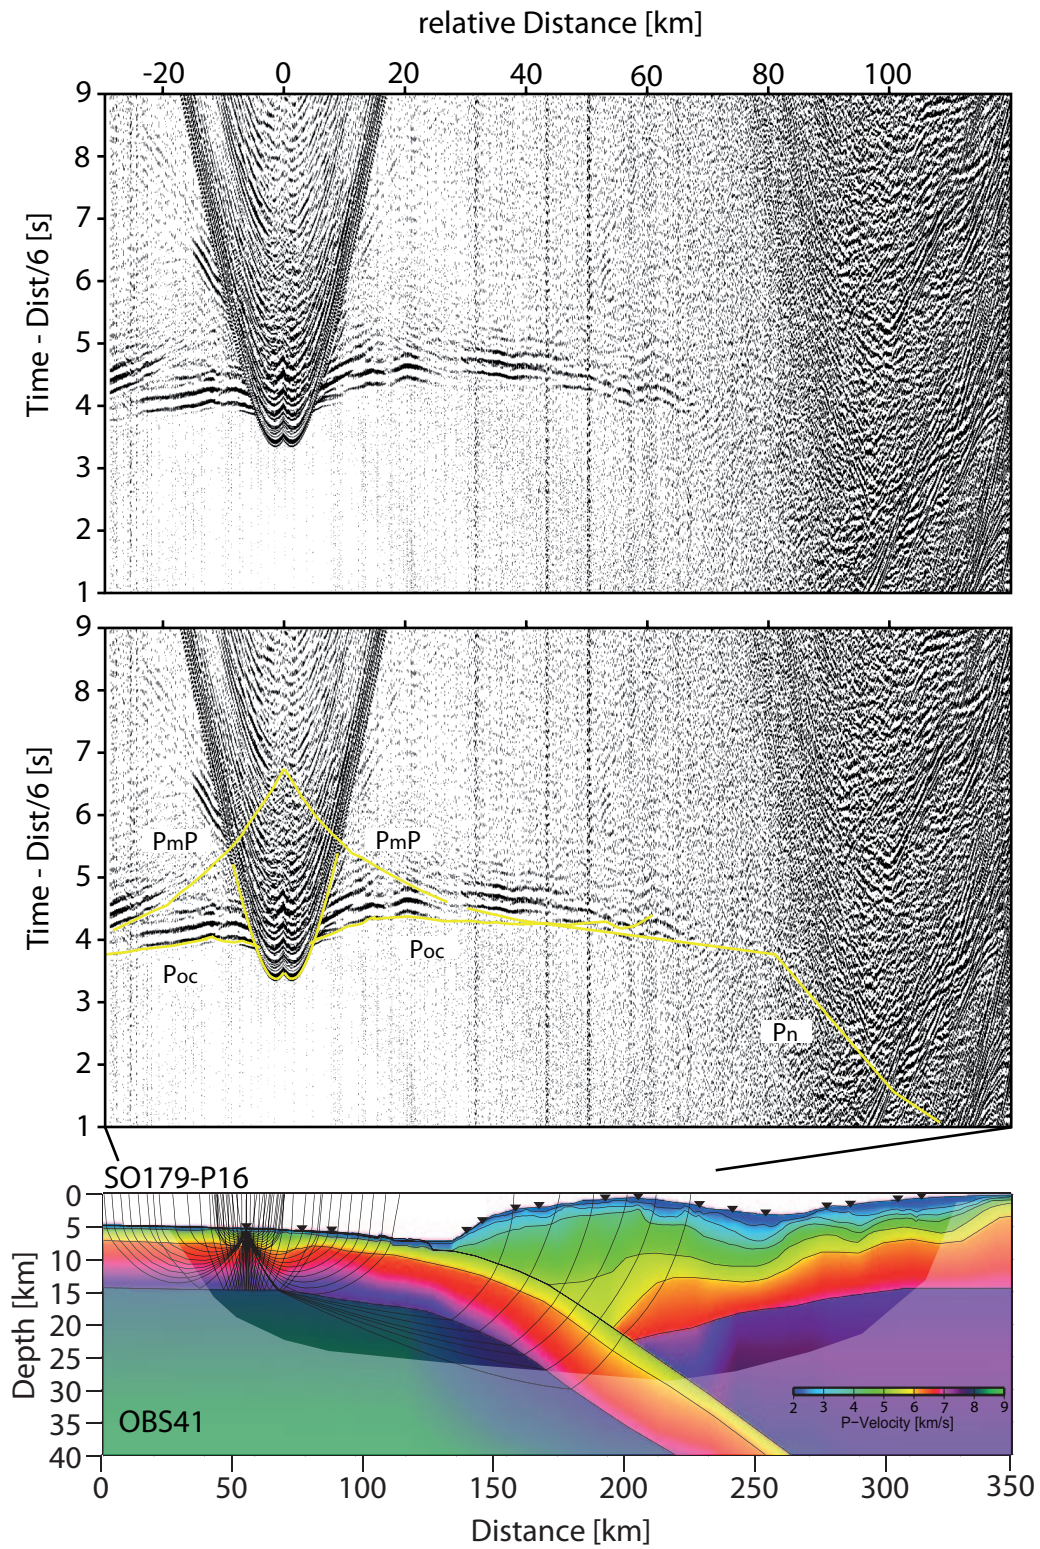 relative Distance [km]
-20 0 20 40 60 80 100
9
8
7
6
5
4
3
2
1
Time - Dist/6 [s]
9
8
7
6
5
4
3
2
1
Time - Dist/6 [s]
PmP PmP
Poc Poc
Pn
SO179-P16
0
5
10
15
20
25
30
35
40
Depth [km]
OBS41
2 3 4 5 6 7 8 9
P-Velocity [km/s]
0 50 100 150 200 250 300 350
Distance [km]